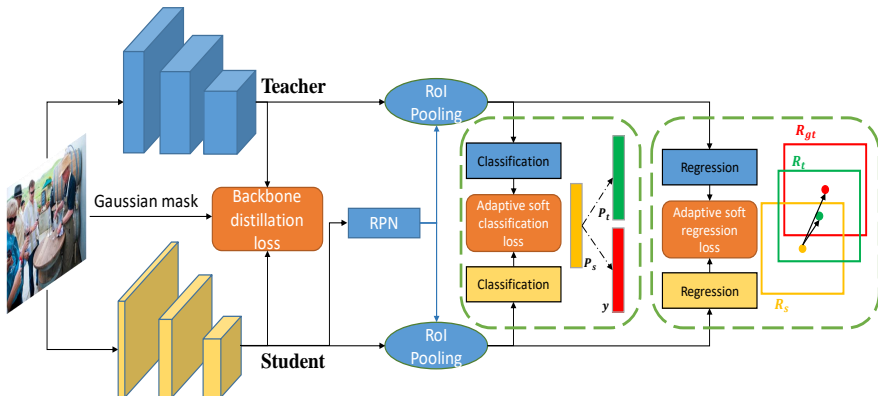 Teacher
RoI
Pooling
Gaussian mask
Backbone
distillation
loss
RPN
Classification
Adaptive soft
classification
loss
Classification
P_t
P_s
y
Regression
Adaptive soft
regression
loss
Regression
R_gt
R_t
R_s
Student
RoI
Pooling